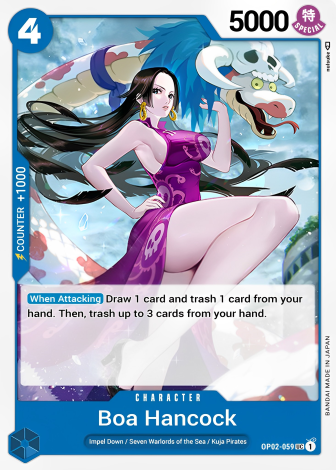 4
5000
特
SPECIAL
COUNTER +1000
When Attacking Draw 1 card and trash 1 card from your
hand. Then, trash up to 3 cards from your hand.
CHARACTER
Boa Hancock
Impel Down / Seven Warlords of the Sea / Kuja Pirates
OP02-059 UC 1
BANDAI MADE IN JAPAN